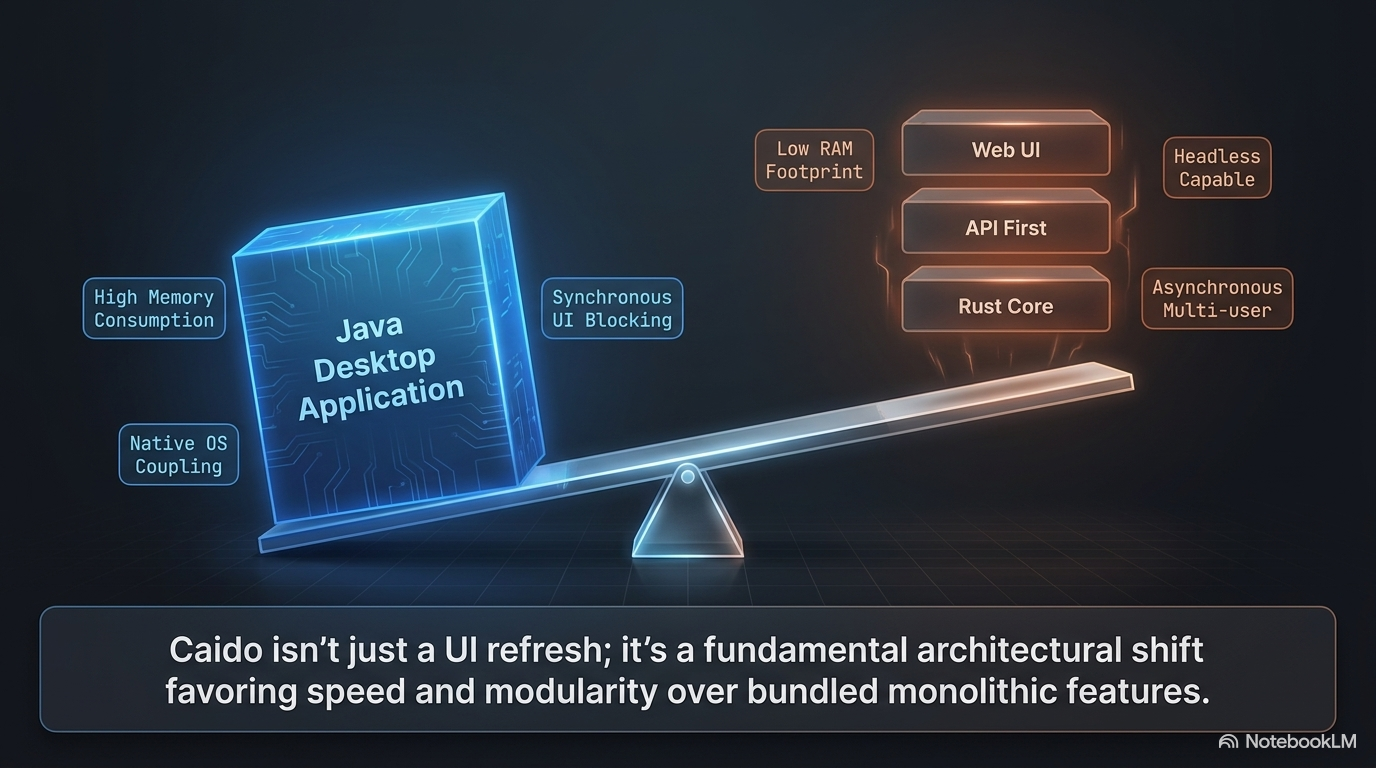 High Memory
Consumption
Native OS
Coupling
Java
Desktop
Application
Synchronous
UI Blocking
Low RAM
Footprint
Web UI
API First
Rust Core
Headless
Capable
Asynchronous
Multi-user
Caido isn’t just a UI refresh; it’s a fundamental architectural shift
favoring speed and modularity over bundled monolithic features.
NotebookLM